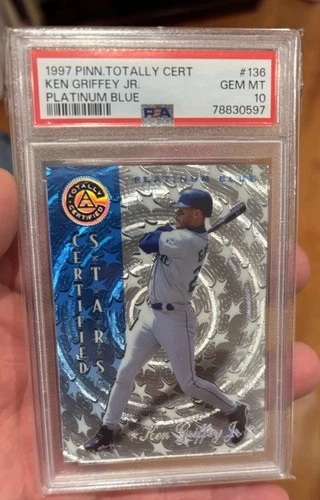 1997 PINN.TOTALLY CERT #136
KEN GRIFFEY JR. GEM MT
PLATINUM BLUE PSA 10
78830597
PLATINUM BLUE
TOTALLY
CERTIFIED
CERTIFIED
STARS
Ken Griffey Jr.